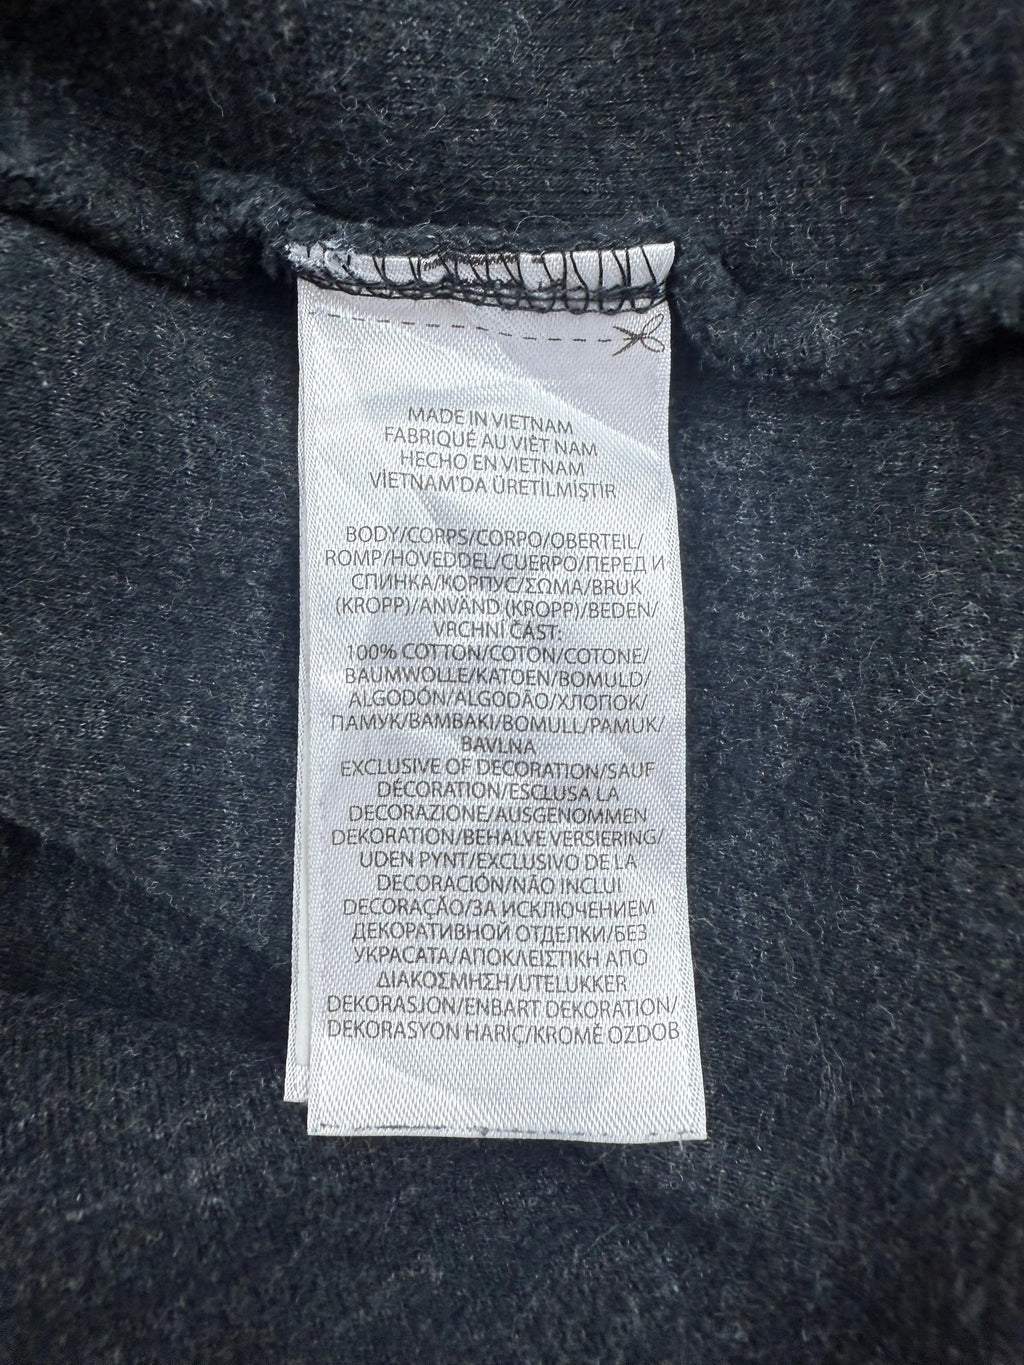 MADE IN VIETNAM
FABRIQUÉ AU VIÊT NAM
HECHO EN VIETNAM
VİETNAM'DA ÜRETİLMİŞTİR
BODY/CORPS/CORPO/OBERTEIL/
ROMP/HOVEDDEL/CUERPO/ПЕРЕД И
СПИНКА/КОРПУС/ΣΩΜΑ/BRUK
(KROPP)/ANVÄND (KROPP)/BEDEN/
VRCHNÍ ČÁST:
100% COTTON/COTON/COTONE/
BAUMWOLLE/KATOEN/BOMULD/
ALGODÓN/ALGODÃO/ХЛОПОК/
ПАМУК/ΒΑΜΒΑΚΙ/BOMULL/PAMUK/
BAVLNA
EXCLUSIVE OF DECORATION/SAUF
DÉCORATION/ESCLUSA LA
DECORAZIONE/AUSGENOMMEN
DEKORATION/BEHALVE VERSIERING/
UDEN PYNT/EXCLUSIVO DE LA
DECORACIÓN/NÃO INCLUI
DECORAÇÃO/ЗА ИСКЛЮЧЕНИЕМ
ДЕКОРАТИВНОЙ ОТДЕЛКИ/БЕЗ
УКРАСАТА/ΑΠΟΚΛΕΙΣΤΙΚΗ ΑΠΟ
ΔΙΑΚΟΣΜΗΣΗ/UTELUKKER
DEKORASJON/ENBART DEKORATION/
DEKORASYON HARİÇ/KROMĚ OZDOB